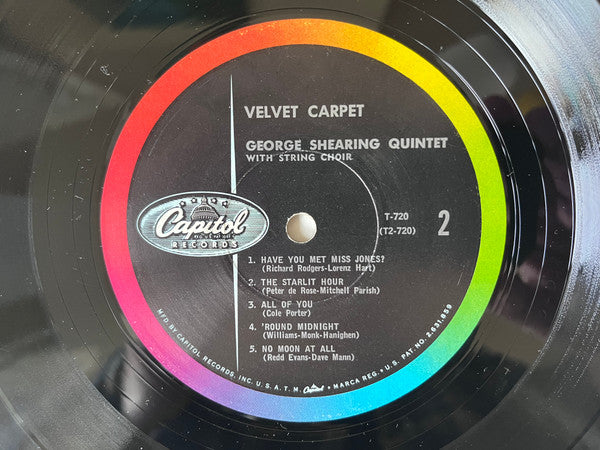 VELVET CARPET
GEORGE SHEARING QUINTET
WITH STRING CHOIR
Capitol
RECORDS
T-720
(T2-720)
2
1. HAVE YOU MET MISS JONES?
(Richard Rodgers-Lorenz Hart)
2. THE STARLIT HOUR
(Peter de Rose-Mitchell Parish)
3. ALL OF YOU
(Cole Porter)
4. 'ROUND MIDNIGHT
(Williams-Monk-Hanighen)
5. NO MOON AT ALL
(Redd Evans-Dave Mann)
MFD BY CAPITOL RECORDS, INC. U.S.A. T.M. Capitol MARCA REG. • U.S. PAT. NO. 2,631,859